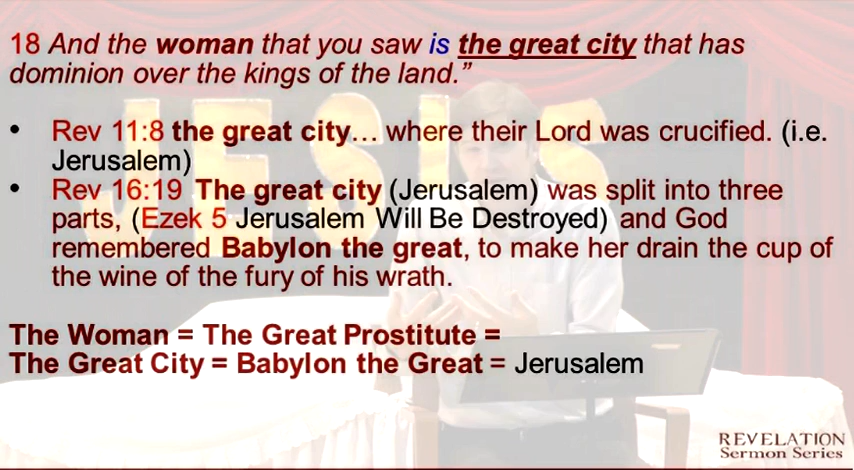 18 And the woman that you saw is the great city that has
dominion over the kings of the land.”
• Rev 11:8 the great city... where their Lord was crucified. (i.e.
Jerusalem)
• Rev 16:19 The great city (Jerusalem) was split into three
parts, (Ezek 5 Jerusalem Will Be Destroyed) and God
remembered Babylon the great, to make her drain the cup of
the wine of the fury of his wrath.
The Woman = The Great Prostitute =
The Great City = Babylon the Great = Jerusalem
JESUS
REVELATION
Sermon Series